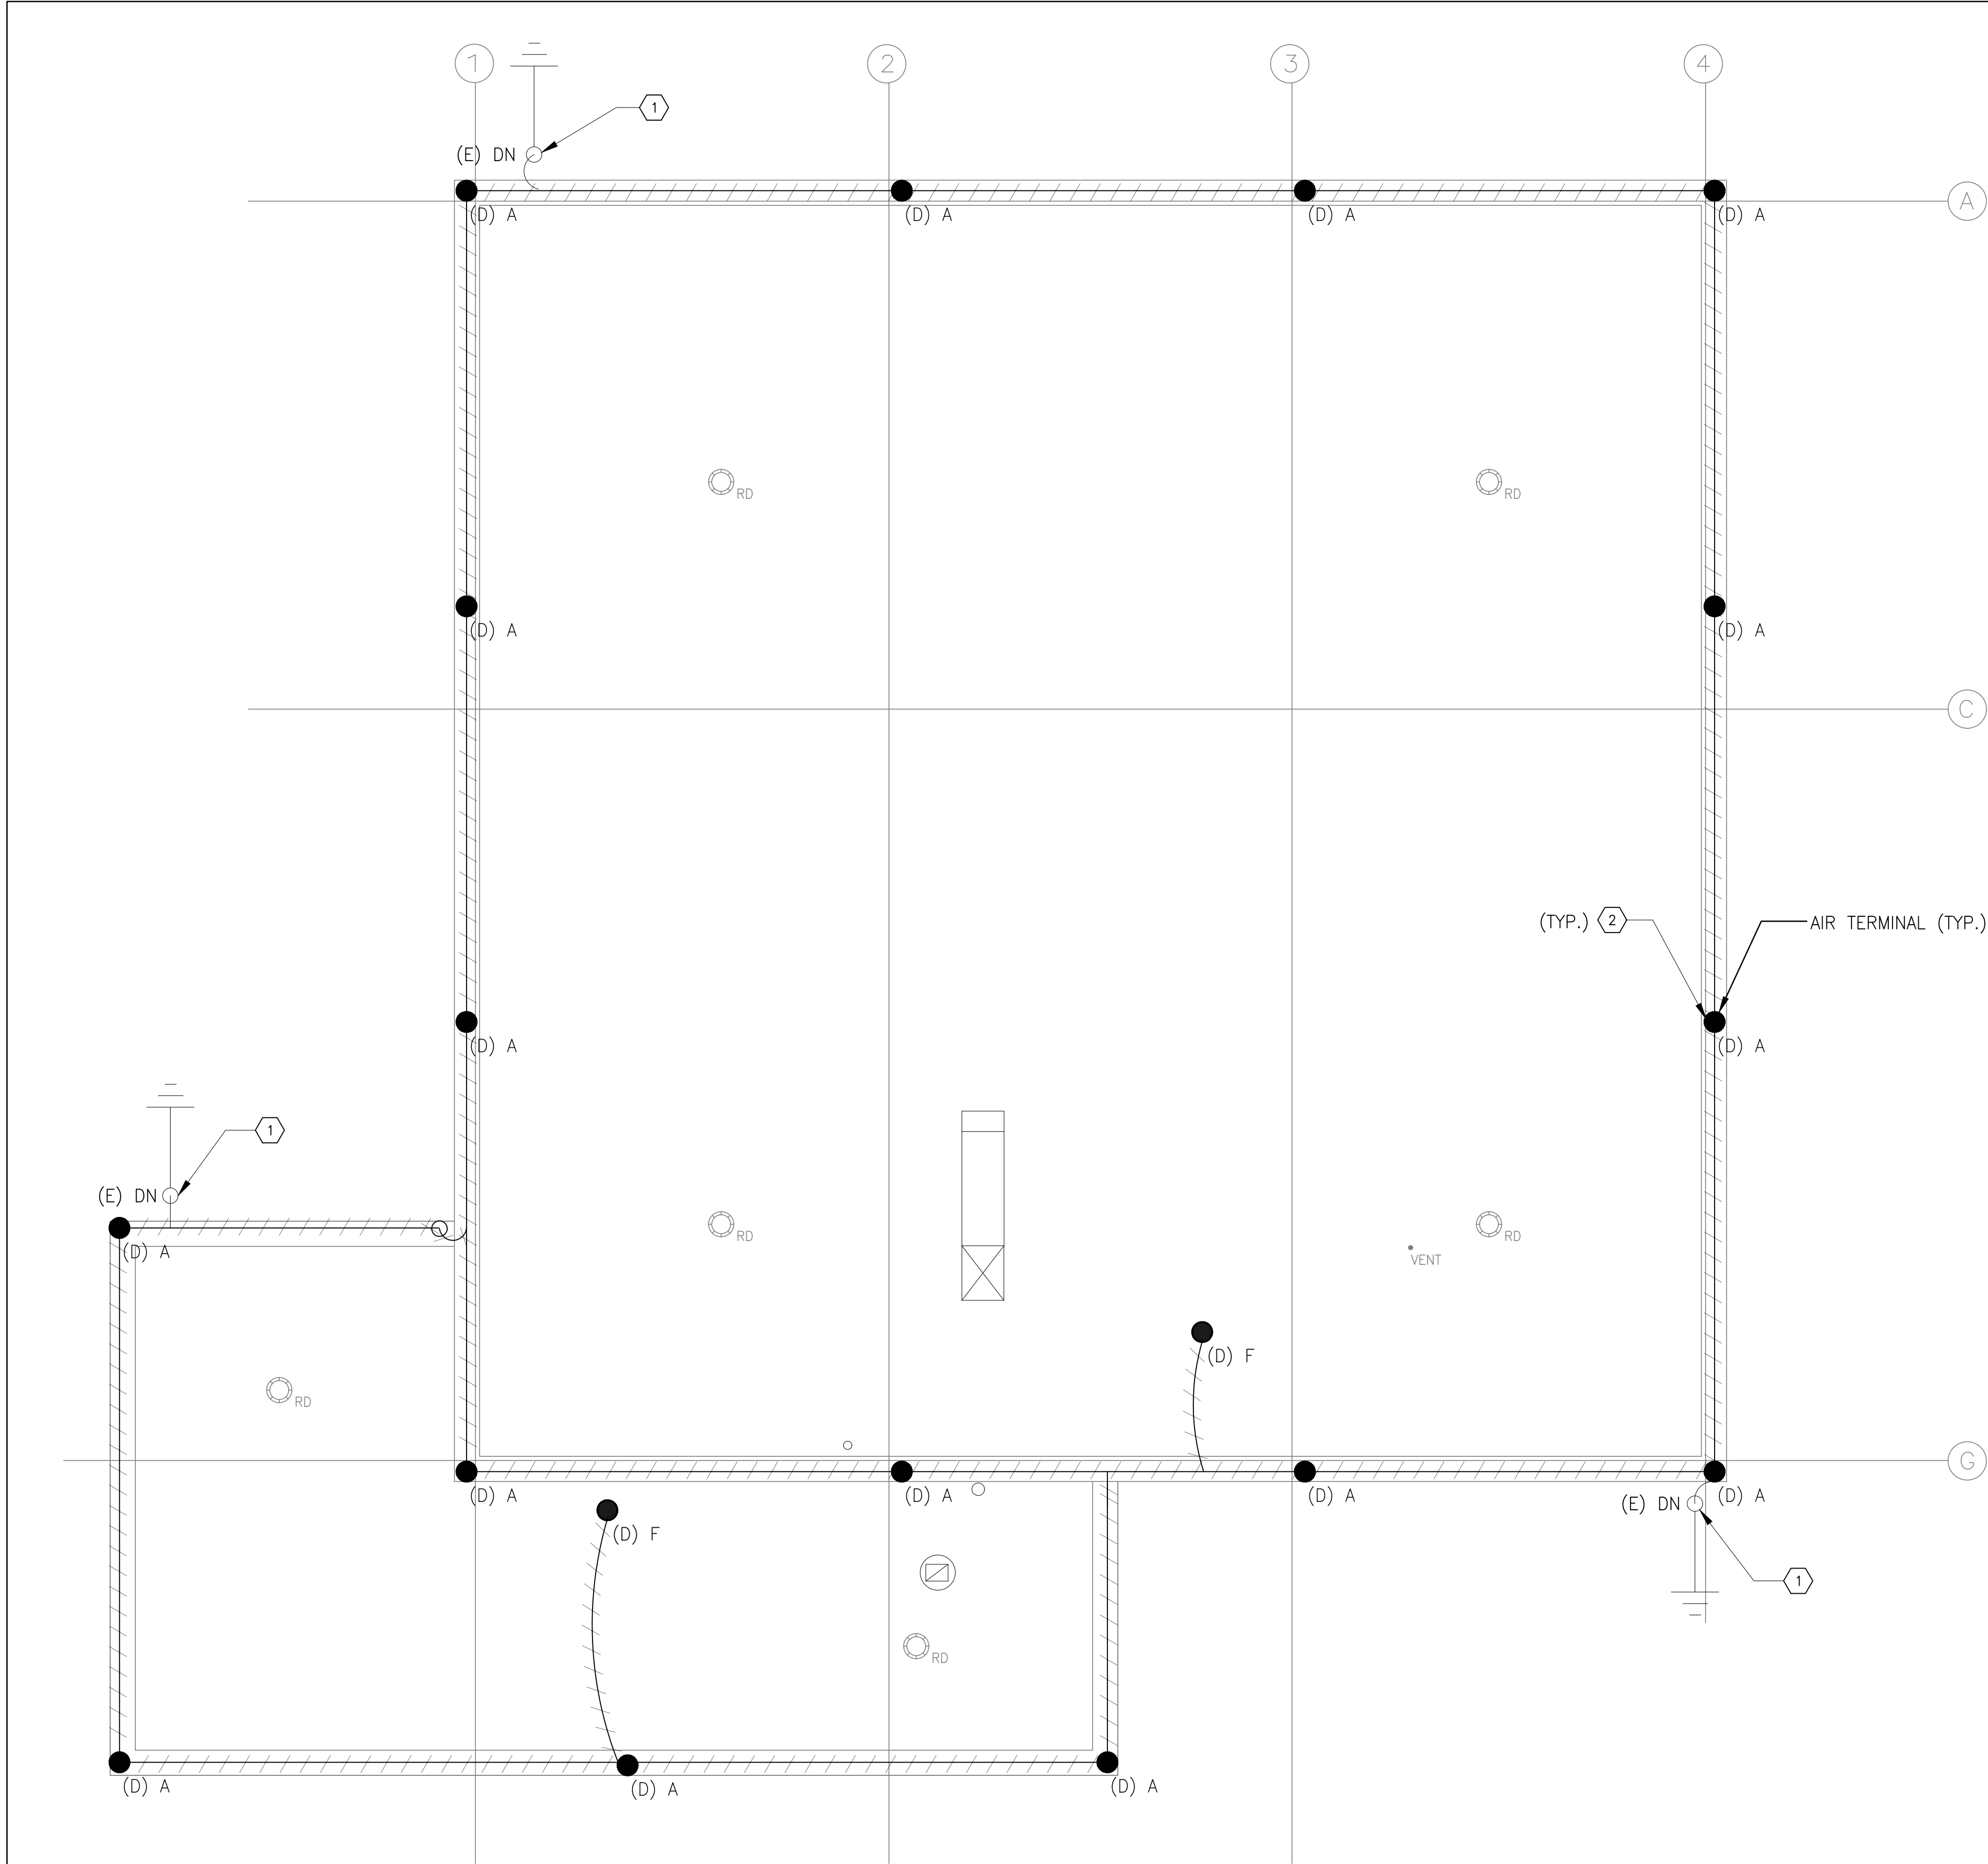 1 2 3 4
1
(E) DN
A
(D) A (D) A (D) A (D) A
RD RD
(D) A (D) A
C
(TYP.) 2 AIR TERMINAL (TYP.)
(D) A (D) A
1
(E) DN
(D) A RD RD
VENT
(D) F
RD
G
(D) A (D) A (D) A (D) A
(E) DN
(D) F
1
RD
(D) A (D) A (D) A